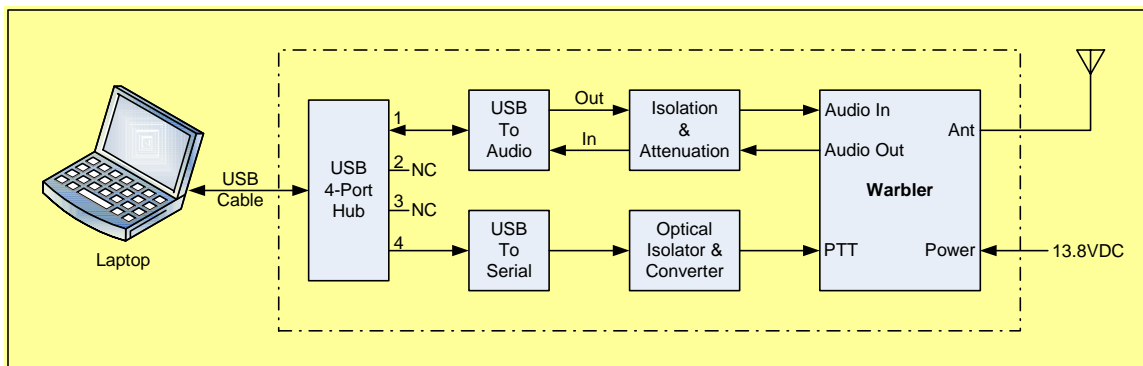 Laptop
USB
Cable
USB
4-Port
Hub
1
2
NC
3
NC
4
USB
To
Audio
Out
In
Isolation
&
Attenuation
USB
To
Serial
Optical
Isolator &
Converter
Audio In
Audio Out
Warbler
PTT
Ant
Power
13.8VDC